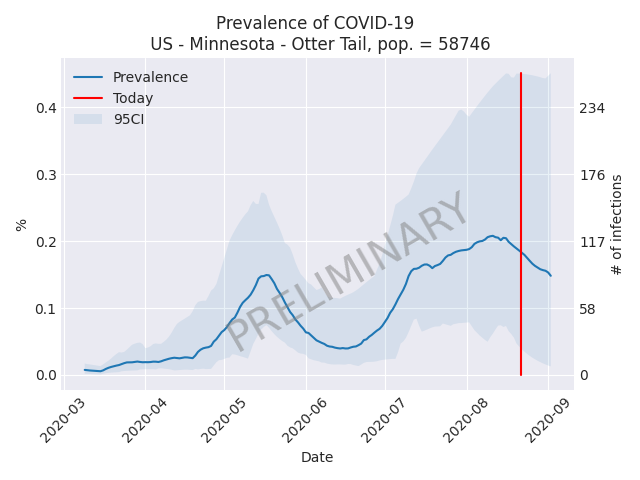 Prevalence of COVID-19
US - Minnesota - Otter Tail, pop. = 58746
Prevalence
Today
95CI
%
0.4
0.3
0.2
0.1
0.0
234
176
117
58
0
# of infections
PRELIMINARY
2020-03
2020-04
2020-05
2020-06
2020-07
2020-08
2020-09
Date